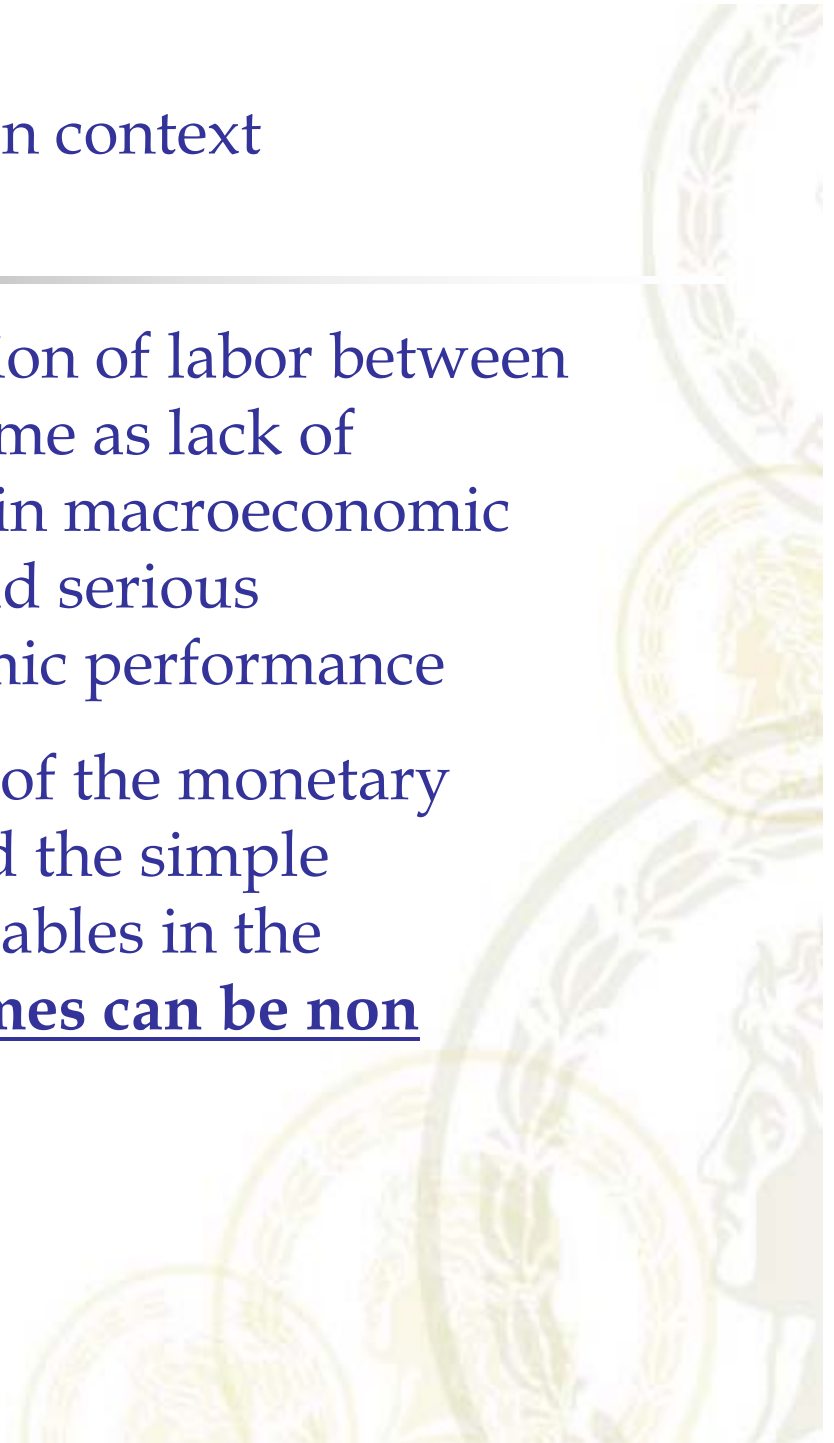 n context
ion of labor between
me as lack of
in macroeconomic
d serious
nic performance
of the monetary
d the simple
ables in the
mes can be non